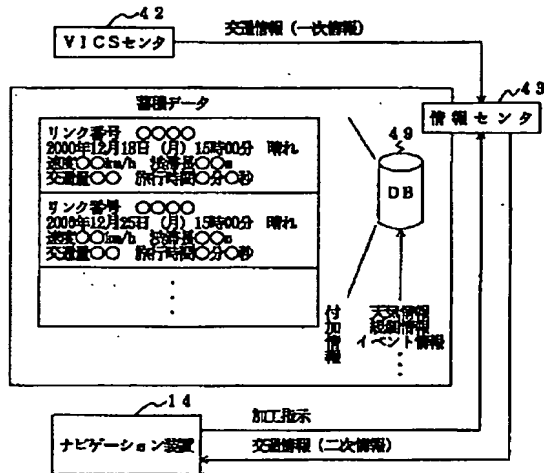 42
VICSセンタ
交通情報（一次情報）
43
情報センタ
蓄積データ
リンク番号 ○○○○
2000年12月18日（月）15時00分 晴れ
速度○○km/h 渋滞長○○m
交通量○○ 旅行時間○分○秒
リンク番号 ○○○○
2000年12月25日（月）15時00分 晴れ
速度○○km/h 渋滞長○○m
交通量○○ 旅行時間○分○秒
49
DB
付加情報
天気情報
イベント情報
14
ナビゲーション装置
加工指示
交通情報（二次情報）